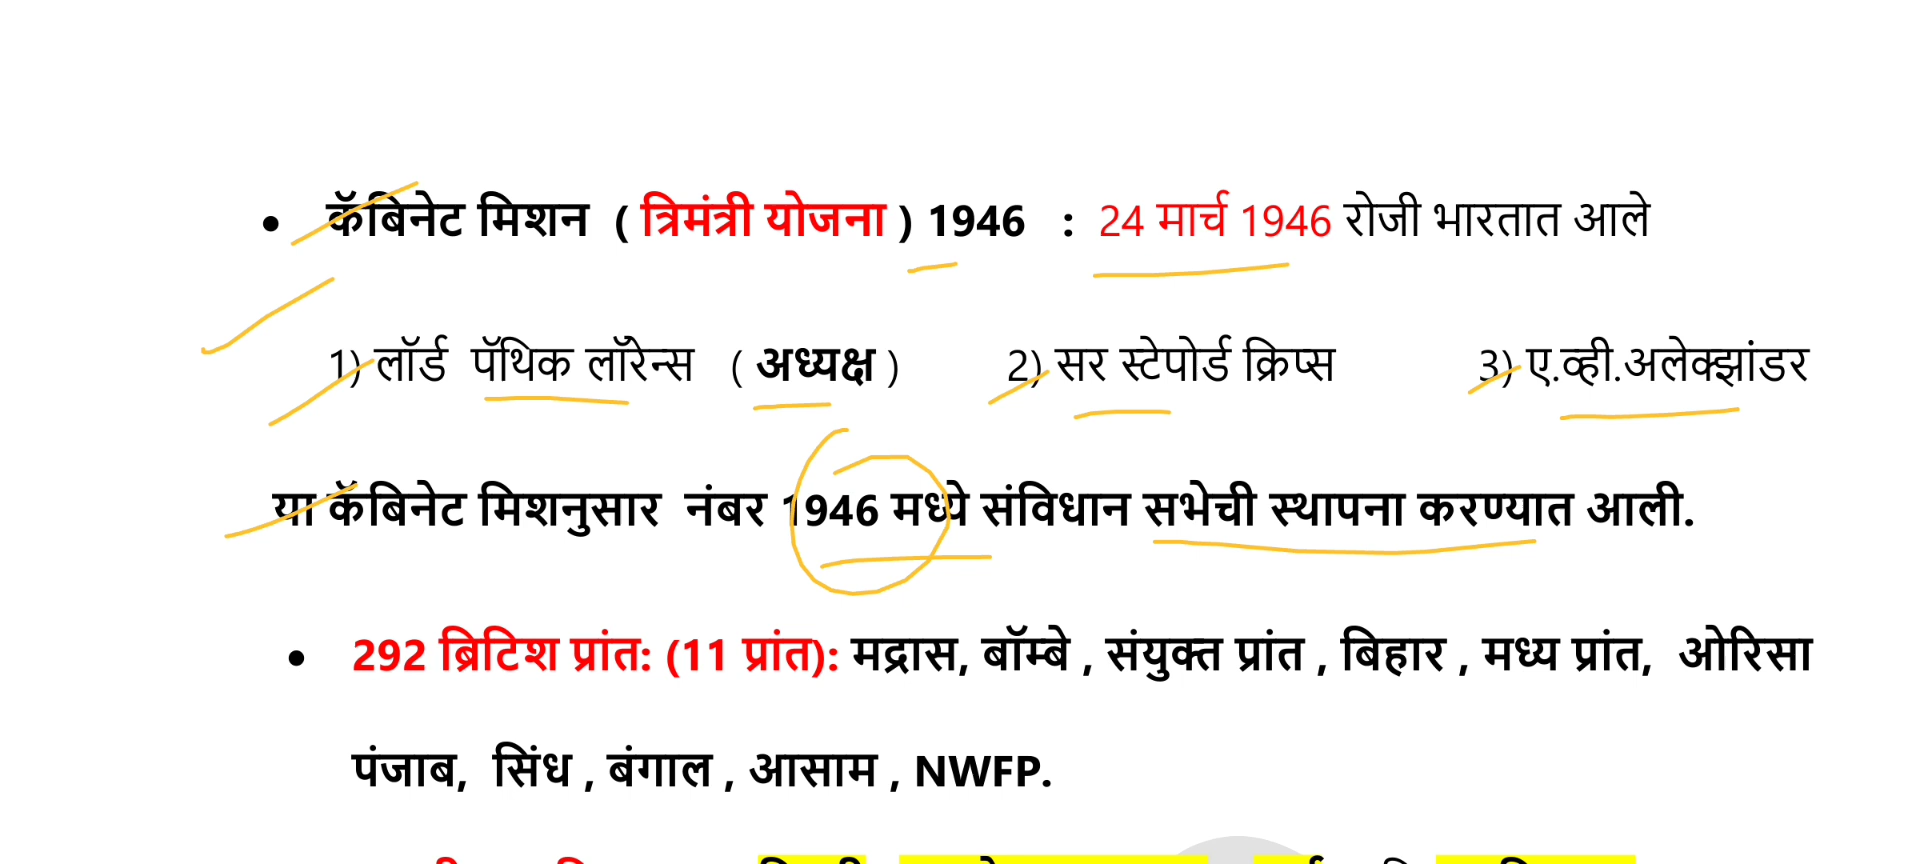 • कॅबिनेट मिशन ( त्रिमंत्री योजना ) 1946 : 24 मार्च 1946 रोजी भारतात आले
1) लॉर्ड पॅथिक लॉरेन्स ( अध्यक्ष ) 2) सर स्टेपोर्ड क्रिप्स 3) ए.व्ही.अलेक्झांडर
या कॅबिनेट मिशनुसार नंबर 1946 मध्ये संविधान सभेची स्थापना करण्यात आली.
• 292 ब्रिटिश प्रांत: (11 प्रांत): मद्रास, बॉम्बे , संयुक्त प्रांत , बिहार , मध्य प्रांत, ओरिसा
पंजाब, सिंध , बंगाल , आसाम , NWFP.